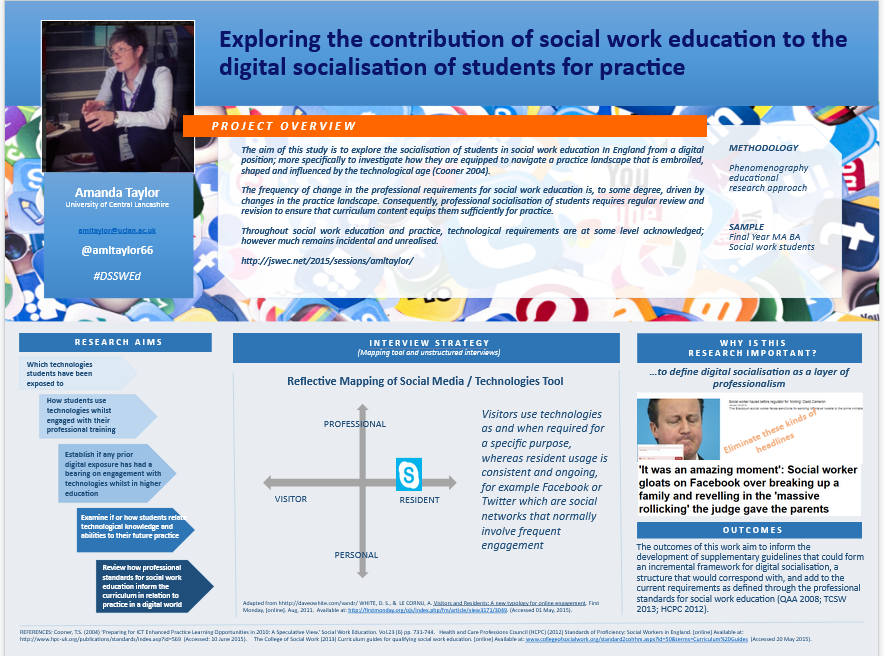 Exploring the contribution of social work education to the
digital socialisation of students for practice
PROJECT OVERVIEW
The aim of this study is to explore the socialisation of students in social work education In England from a digital
position; more specifically to investigate how they are equipped to navigate a practice landscape that is embroiled,
shaped and influenced by the technological age (Cooner 2004).
The frequency of change in the professional requirements for social work education is, to some degree, driven by
changes in the practice landscape. Consequently, professional socialisation of students requires regular review and
revision to ensure that curriculum content equips them sufficiently for practice.
Throughout social work education and practice, technological requirements are at some level acknowledged;
however much remains incidental and unrealised.
http://jswec.net/2015/sessions/amltaylor/
METHODOLOGY
Phenomenography
educational
research approach
SAMPLE
Final Year MA BA
Social work students
Amanda Taylor
University of Central Lancashire
amltaylor@uclan.ac.uk
@amltaylor66
#DSSWEd
RESEARCH AIMS
Which technologies
students have been
exposed to
How students use
technologies whilst
engaged with their
professional training
Establish if any prior
digital exposure has had a
bearing on engagement with
technologies whilst in higher
education
Examine if or how students relate
technological knowledge and
abilities to their future practice
Review how professional
standards for social work
education inform the
curriculum in relation to
practice in a digital world
INTERVIEW STRATEGY
(Mapping tool and unstructured interviews)
Reflective Mapping of Social Media / Technologies Tool
PROFESSIONAL
VISITOR
RESIDENT
PERSONAL
Visitors use technologies
as and when required for
a specific purpose,
whereas resident usage is
consistent and ongoing,
for example Facebook or
Twitter which are social
networks that normally
involve frequent
engagement
Adapted from hhttp://daveowhite.com/vandr/ WHITE, D. S., & LE CORNU, A. Visitors and Residents: A new typology for online engagement. First
Monday, [online]. Aug. 2011. Available at: http://firstmonday.org/ojs/index.php/fm/article/view/3171/3049. (Accessed 01 May, 2015).
WHY IS THIS
RESEARCH IMPORTANT?
...to define digital socialisation as a layer of
professionalism
Eliminate these kinds of
headlines
'It was an amazing moment': Social worker
gloats on Facebook over breaking up a
family and revelling in the 'massive
rollicking' the judge gave the parents
OUTCOMES
The outcomes of this work aim to inform the
development of supplementary guidelines that could form
an incremental framework for digital socialisation, a
structure that would correspond with, and add to the
current requirements as defined through the professional
standards for social work education (QAA 2008; TCSW
2013; HCPC 2012).
REFERENCES: Cooner, T.S. (2004) 'Preparing for ICT Enhanced Practice Learning Opportunities in 2010: A Speculative View.' Social Work Education. Vol.23 (6) pp. 731-744. Health and Care Professions Council (HCPC) (2012) Standards of Proficiency: Social Workers in England. [online] Available at:
http://www.hpc-uk.org/publications/standards/index.asp?id=569 (Accessed: 10 June 2015). The College of Social Work (2013) Curriculum guides for qualifying social work education. [online] Available at: www.collegeofsocialwork.org/standard2colhhm.aspx?id=50&terms=Curriculum%20Guides (Accessed 20 May 2015).